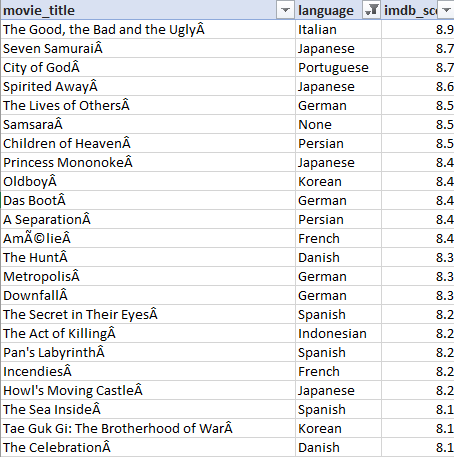 movie_title language imdb_sco
The Good, the Bad and the UglyÂ Italian 8.9
Seven SamuraiÂ Japanese 8.7
City of GodÂ Portuguese 8.7
Spirited AwayÂ Japanese 8.6
The Lives of OthersÂ German 8.5
SamsaraÂ None 8.5
Children of HeavenÂ Persian 8.5
Princess MononokeÂ Japanese 8.4
OldboyÂ Korean 8.4
Das BootÂ German 8.4
A SeparationÂ Persian 8.4
AmÃ©lieÂ French 8.4
The HuntÂ Danish 8.3
MetropolisÂ German 8.3
DownfallÂ German 8.3
The Secret in Their EyesÂ Spanish 8.2
The Act of KillingÂ Indonesian 8.2
Pan's LabyrinthÂ Spanish 8.2
IncendiesÂ French 8.2
Howl's Moving CastleÂ Japanese 8.2
The Sea InsideÂ Spanish 8.1
Tae Guk Gi: The Brotherhood of WarÂ Korean 8.1
The CelebrationÂ Danish 8.1